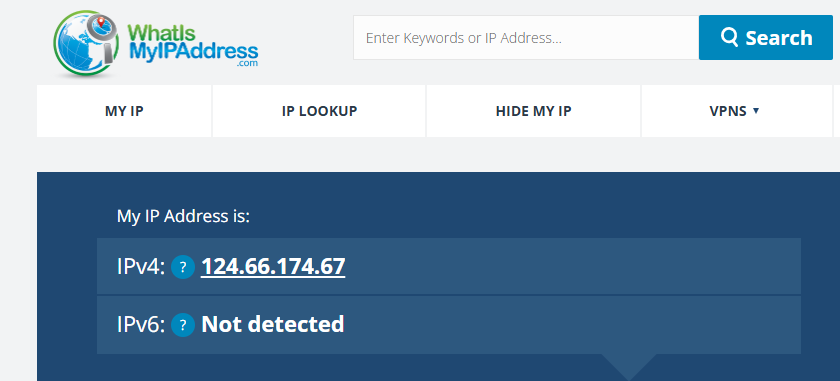 WhatIs
MyIPAddress
.com
Enter Keywords or IP Address...
Search
MY IP
IP LOOKUP
HIDE MY IP
VPNS ▼
My IP Address is:
IPv4: ? 124.66.174.67
IPv6: ? Not detected